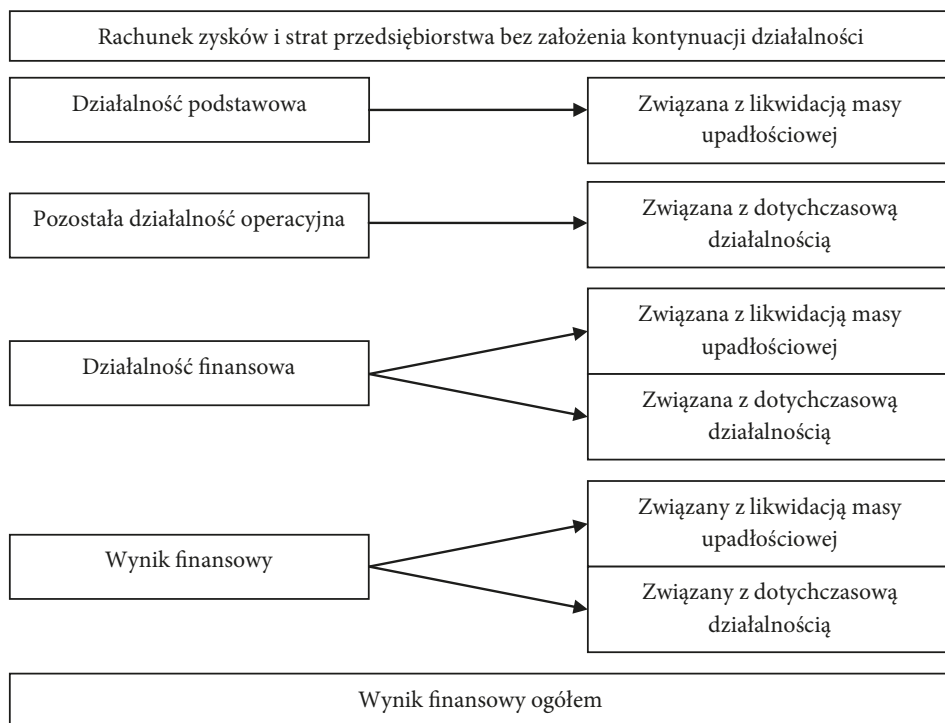 Rachunek zysków i strat przedsiębiorstwa bez założenia kontynuacji działalności
Działalność podstawowa
Związana z likwidacją masy
upadłościowej
Pozostała działalność operacyjna
Związana z dotychczasową
działalnością
Działalność finansowa
Związana z likwidacją masy
upadłościowej
Związana z dotychczasową
działalnością
Wynik finansowy
Związany z likwidacją masy
upadłościowej
Związany z dotychczasową
działalnością
Wynik finansowy ogółem